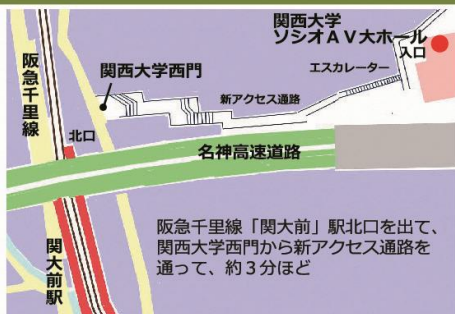 関西大学
ソシオAV大ホール
入口
エスカレーター
阪急千里線
関西大学西門
新アクセス通路
北口
名神高速道路
関大前駅
阪急千里線「関大前」駅北口を出て、
関西大学西門から新アクセス通路を
通って、約3分ほど